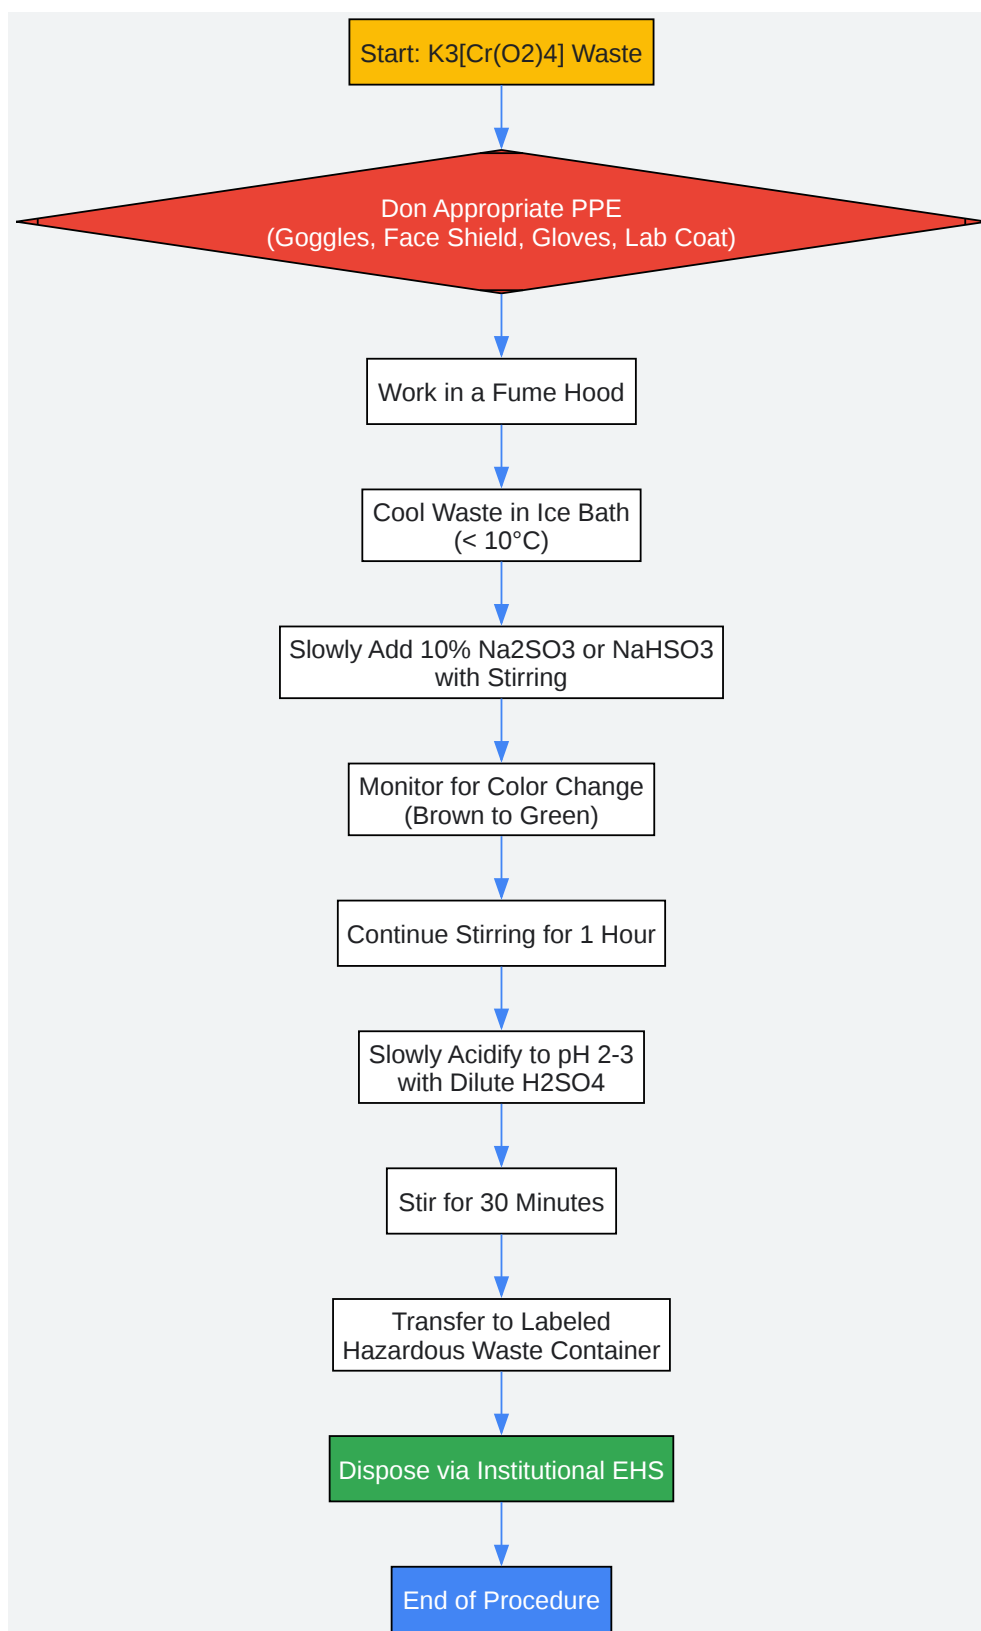 Start: K3[Cr(O2)4] Waste
Don Appropriate PPE
(Goggles, Face Shield, Gloves, Lab Coat)
Work in a Fume Hood
Cool Waste in Ice Bath
(< 10°C)
Slowly Add 10% Na2SO3 or NaHSO3
with Stirring
Monitor for Color Change
(Brown to Green)
Continue Stirring for 1 Hour
Slowly Acidify to pH 2-3
with Dilute H2SO4
Stir for 30 Minutes
Transfer to Labeled
Hazardous Waste Container
Dispose via Institutional EHS
End of Procedure